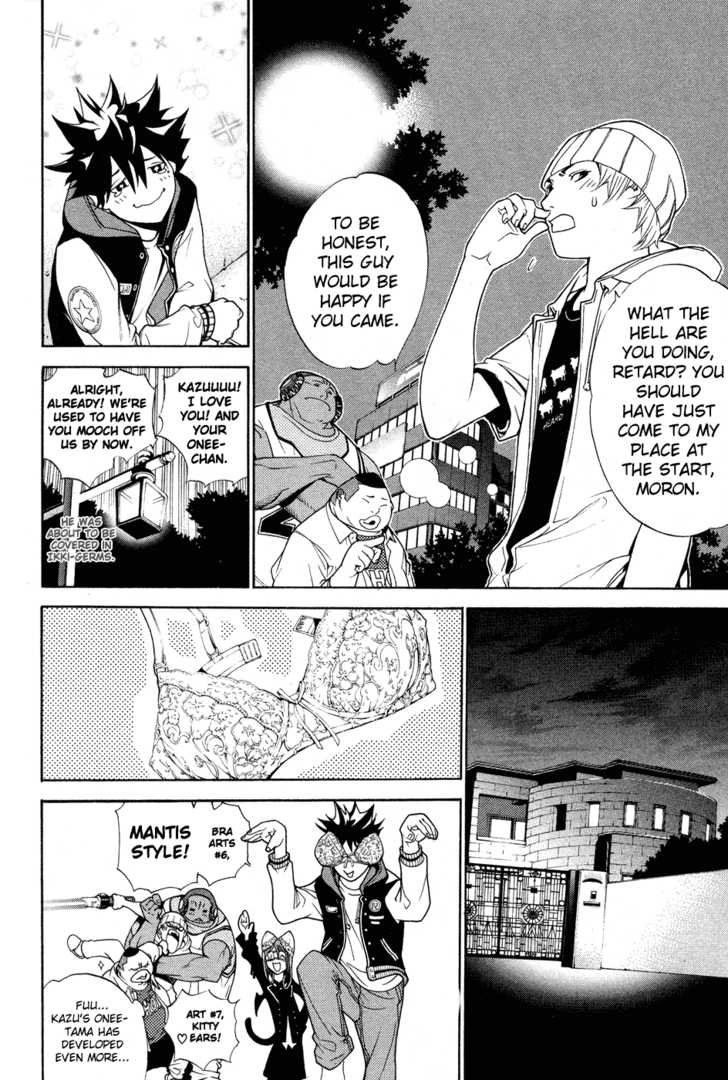 WHAT THE
HELL ARE
YOU DOING,
RETARD? YOU
SHOULD
HAVE JUST
COME TO MY
PLACE AT
THE START,
MORON.
TO BE
HONEST,
THIS GUY
WOULD BE
HAPPY IF
YOU CAME.
KAZUUUU!
I LOVE
YOU! AND
YOUR
ONEE-
CHAN.
ALRIGHT,
ALREADY! WE'RE
USED TO HAVE
YOU MOOCH OFF
US BY NOW.
HE WAS
ABOUT TO BE
COVERED IN
IKKI-GERMS.
BRA
ARTS
#6,
MANTIS
STYLE!
ART #7,
KITTY
♡ EARS!
FUU...
KAZU'S ONEE-
TAMA HAS
DEVELOPED
EVEN MORE...